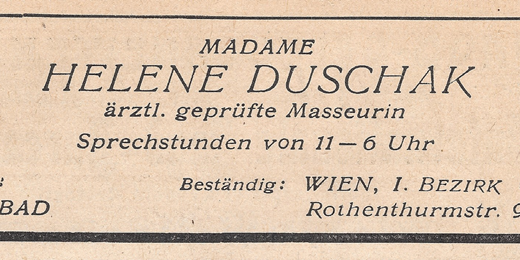 MADAME
HELENE DUSCHAK
ärztl. geprüfte Masseurin
Sprechstunden von 11—6 Uhr
Beständig: WIEN, I. BEZIRK
BAD Rothenthurmstr.